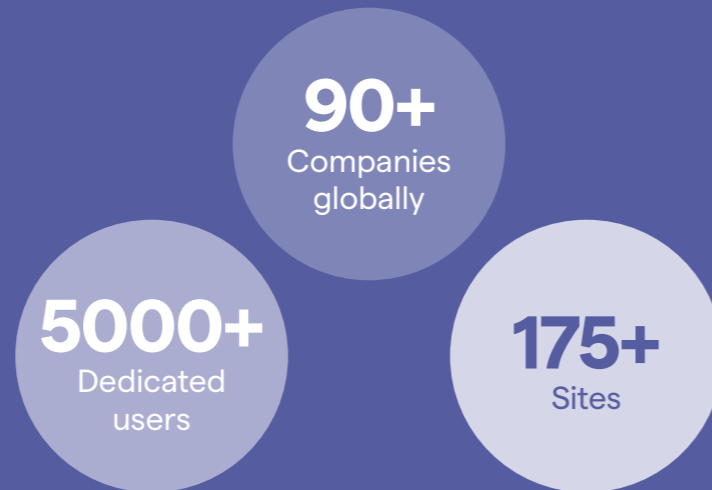 90+
Companies
globally
5000+
Dedicated
users
175+
Sites